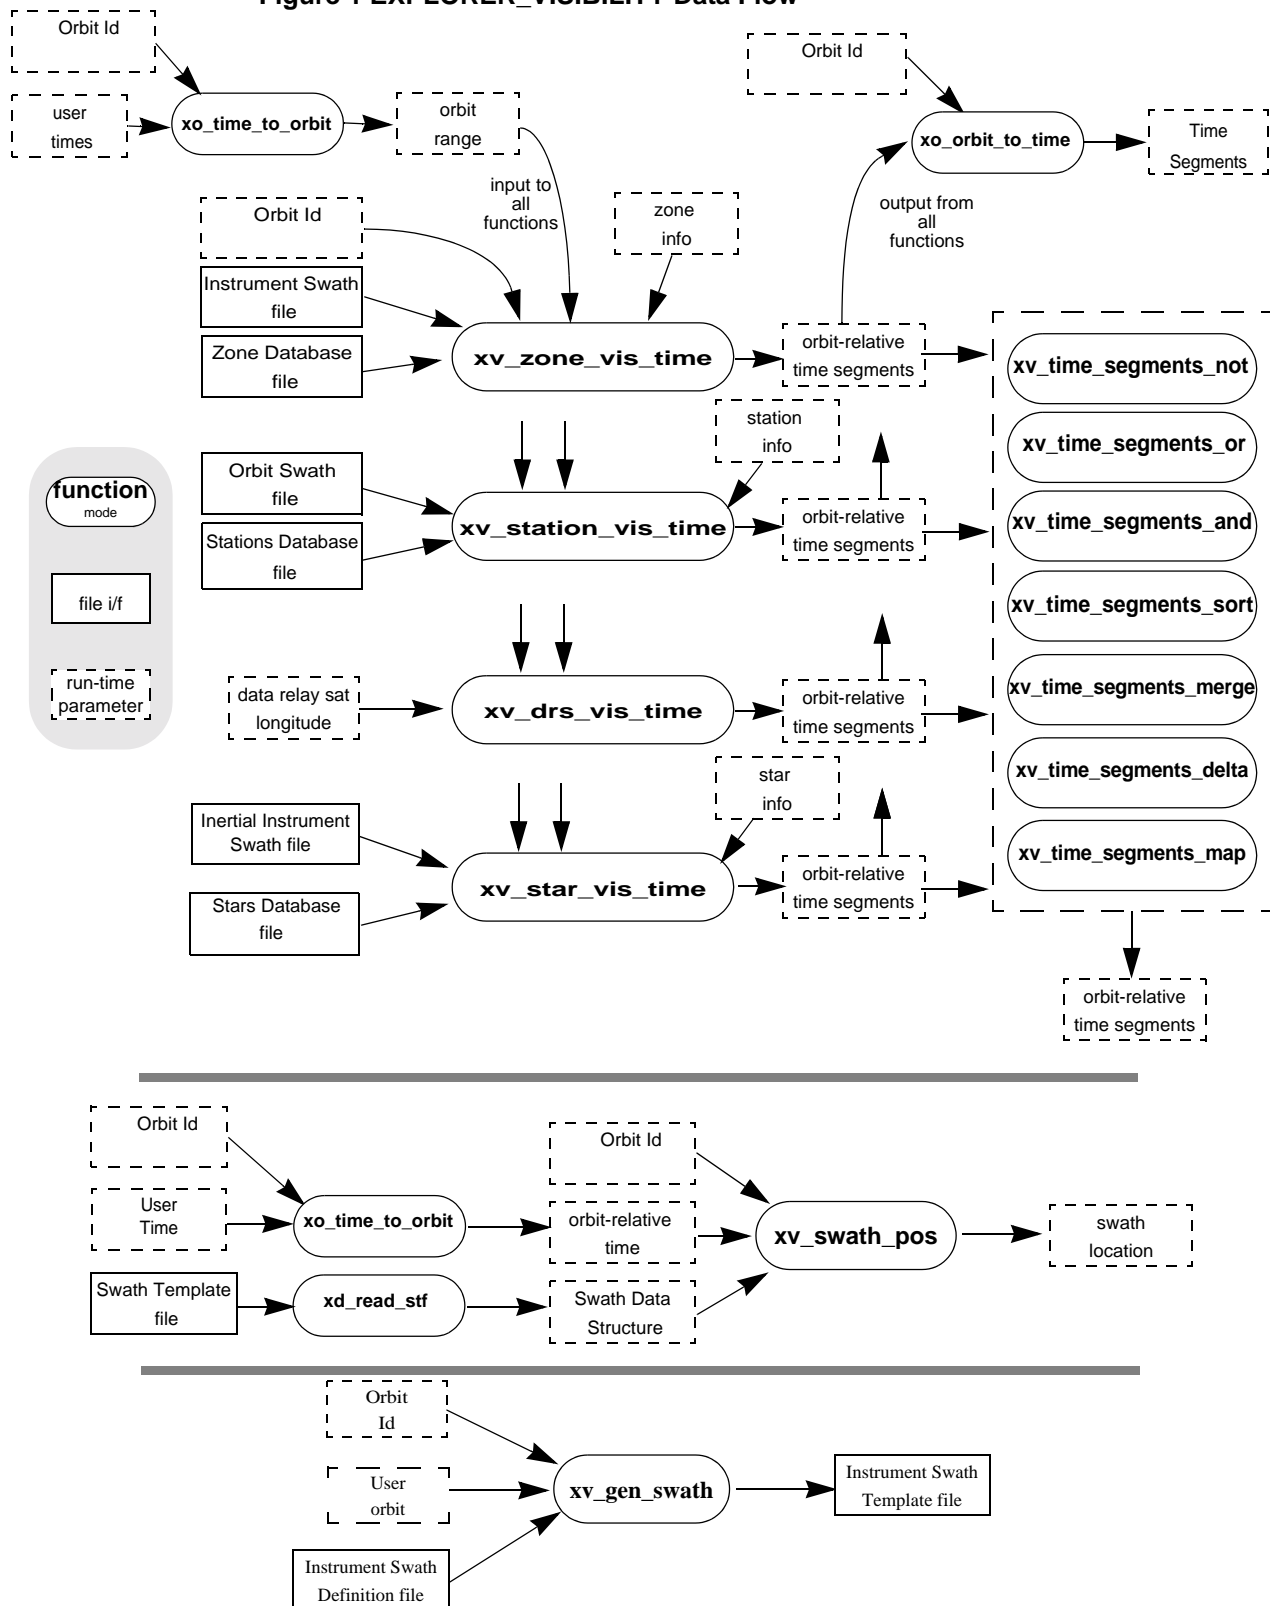 Figure 1 EXPLORER_VISIBILITY Data Flow
Orbit Id
user
times
xo_time_to_orbit
orbit
range
Orbit Id
xo_orbit_to_time
Time
Segments
input to
all
functions
output from
all
functions
Orbit Id
zone
info
Instrument Swath
file
Zone Database
file
xv_zone_vis_time
orbit-relative
time segments
xv_time_segments_not
station
info
xv_time_segments_or
Orbit Swath
file
Stations Database
file
xv_station_vis_time
orbit-relative
time segments
xv_time_segments_and
function
mode
file i/f
run-time
parameter
xv_time_segments_sort
data relay sat
longitude
xv_drs_vis_time
orbit-relative
time segments
xv_time_segments_merge
star
info
xv_time_segments_delta
Inertial Instrument
Swath file
Stars Database
file
xv_star_vis_time
orbit-relative
time segments
xv_time_segments_map
orbit-relative
time segments
Orbit Id
User
Time
xo_time_to_orbit
Swath Template
file
xd_read_stf
Orbit Id
orbit-relative
time
Swath Data
Structure
xv_swath_pos
swath
location
Orbit
Id
User
orbit
Instrument Swath
Definition file
xv_gen_swath
Instrument Swath
Template file